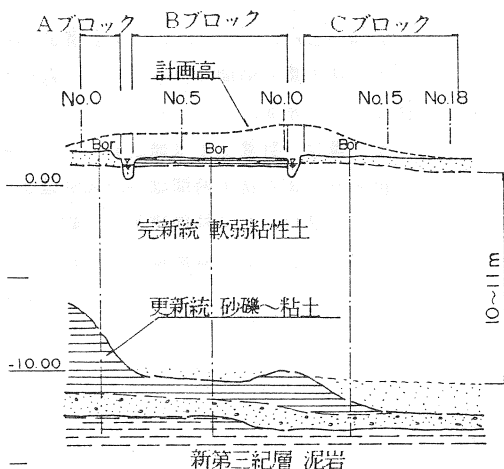 Aブロック Bブロック Cブロック
計画高
No.0 No.5 No.10 No.15 No.18
Bor Bor Bor
0.00
完新統 軟弱粘性土
10~11 m
更新統 砂礫~粘土
-10.00
新第三紀層 泥岩